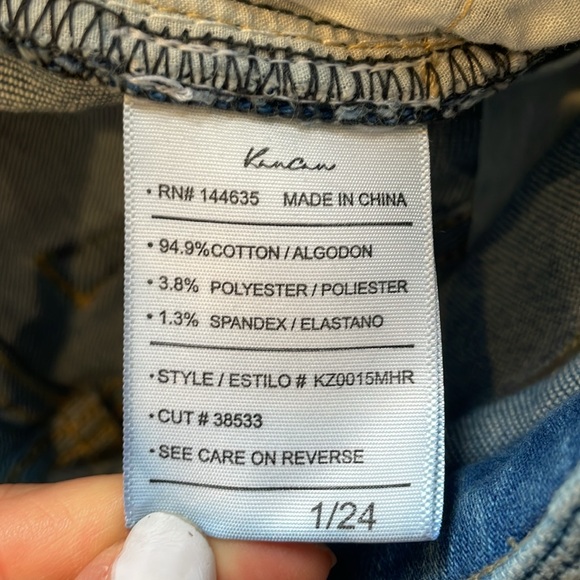 KanCan
• RN# 144635 MADE IN CHINA
• 94.9%COTTON / ALGODON
• 3.8% POLYESTER / POLIESTER
• 1.3% SPANDEX / ELASTANO
• STYLE / ESTILO # KZ0015MHR
• CUT # 38533
• SEE CARE ON REVERSE
1/24